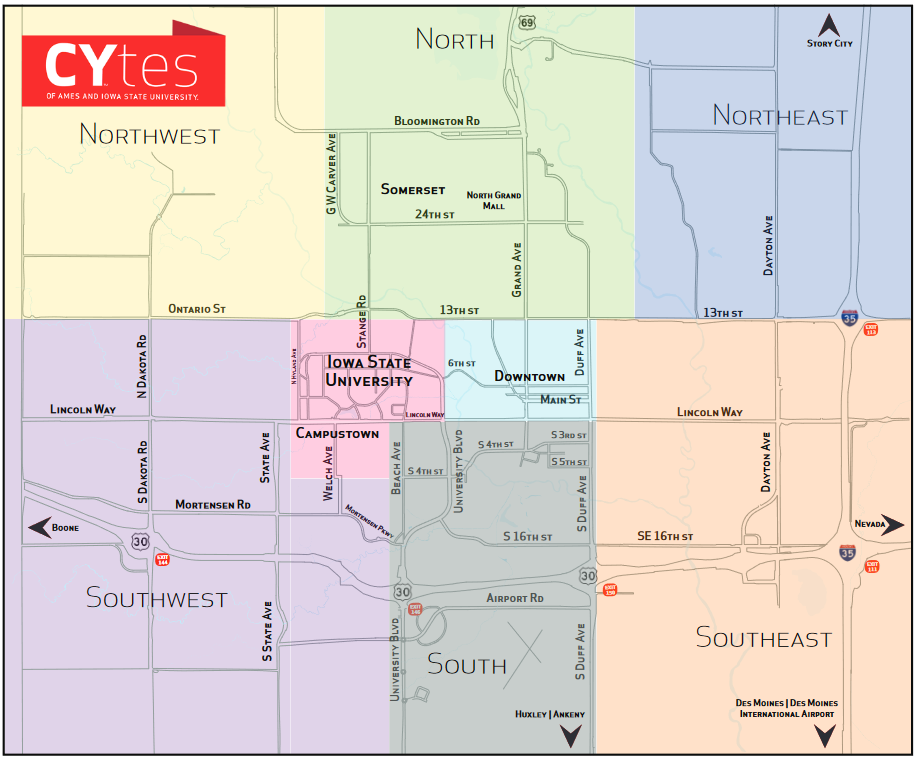 CYtes
OF AMES AND IOWA STATE UNIVERSITY.
NORTHWEST
NORTH
69
STORY CITY
NORTHEAST
BLOOMINGTON RD
G W CARVER AVE
SOMERSET
NORTH GRAND
MALL
24TH ST
GRAND AVE
DAYTON AVE
ONTARIO ST
STANGE RD
13TH ST
13TH ST
35
EXIT
113
N DAKOTA RD
N HYLAND AVE
IOWA STATE
UNIVERSITY
6TH ST
DOWNTOWN
DUFF AVE
MAIN ST
LINCOLN WAY
LINCOLN WAY
LINCOLN WAY
CAMPUSTOWN
S DAKOTA RD
STATE AVE
WELCH AVE
BEACH AVE
UNIVERSITY BLVD
S 4TH ST
S 4TH ST
S 3RD ST
S 5TH ST
S DUFF AVE
DAYTON AVE
MORTENSEN RD
MORTENSEN PKWY
BOONE
30
EXIT
144
S 16TH ST
SE 16TH ST
NEVADA
35
EXIT
111
30
30
EXIT
146
EXIT
150
AIRPORT RD
SOUTHWEST
S STATE AVE
UNIVERSITY BLVD
SOUTH
S DUFF AVE
SOUTHEAST
HUXLEY | ANKENY
DES MOINES | DES MOINES
INTERNATIONAL AIRPORT